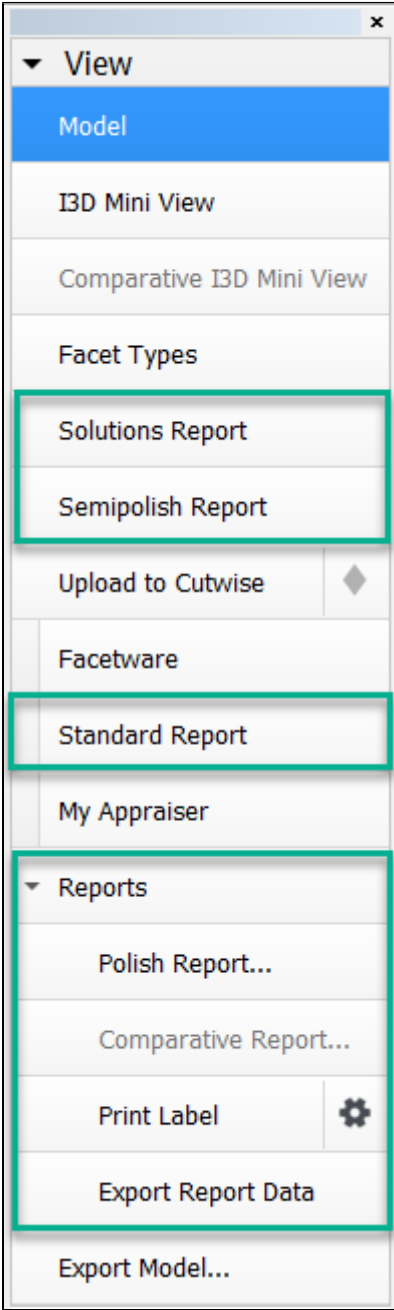 View
Model
I3D Mini View
Comparative I3D Mini View
Facet Types
Solutions Report
Semipolish Report
Upload to Cutwise
Facetware
Standard Report
My Appraiser
Reports
Polish Report...
Comparative Report...
Print Label
Export Report Data
Export Model...